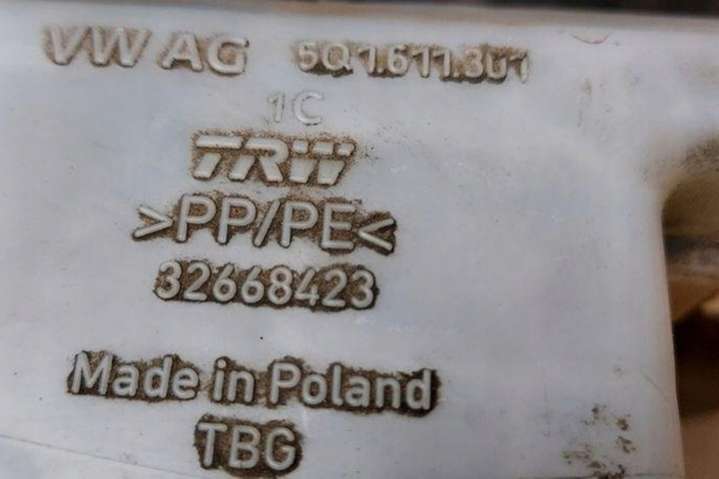 VW AG 5Q1.611.301
1C
TRW
>PP/PE<
32668423
Made in Poland
TBG